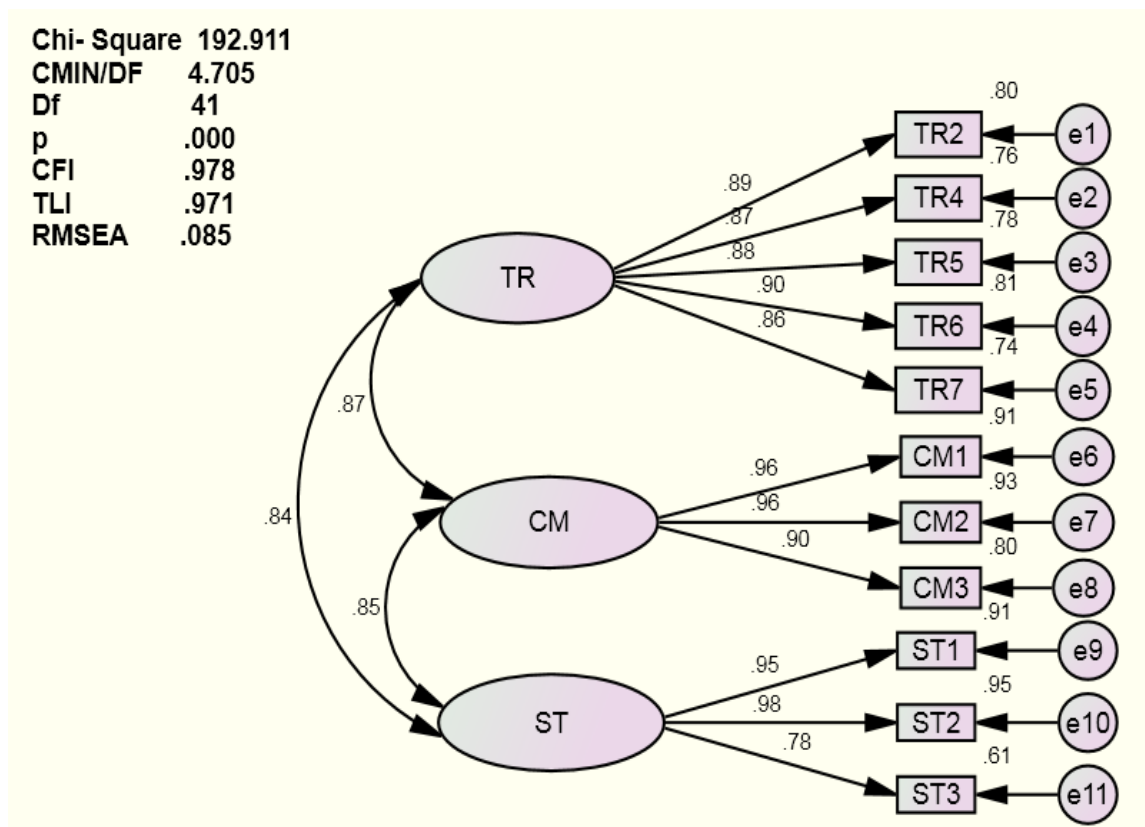 Chi- Square 192.911
CMIN/DF 4.705
Df 41
p .000
CFI .978
TLI .971
RMSEA .085
.80
TR2 e1
.76
.89
TR4 e2
.87
.78
.88
TR5 e3
TR
.81
.90
TR6 e4
.86
.74
TR7 e5
.87
.91
CM1 e6
.96
.93
.96
CM CM2 e7
.84
.90
.80
CM3 e8
.85
.91
ST1 e9
.95
.95
.98
ST ST2 e10
.78
.61
ST3 e11